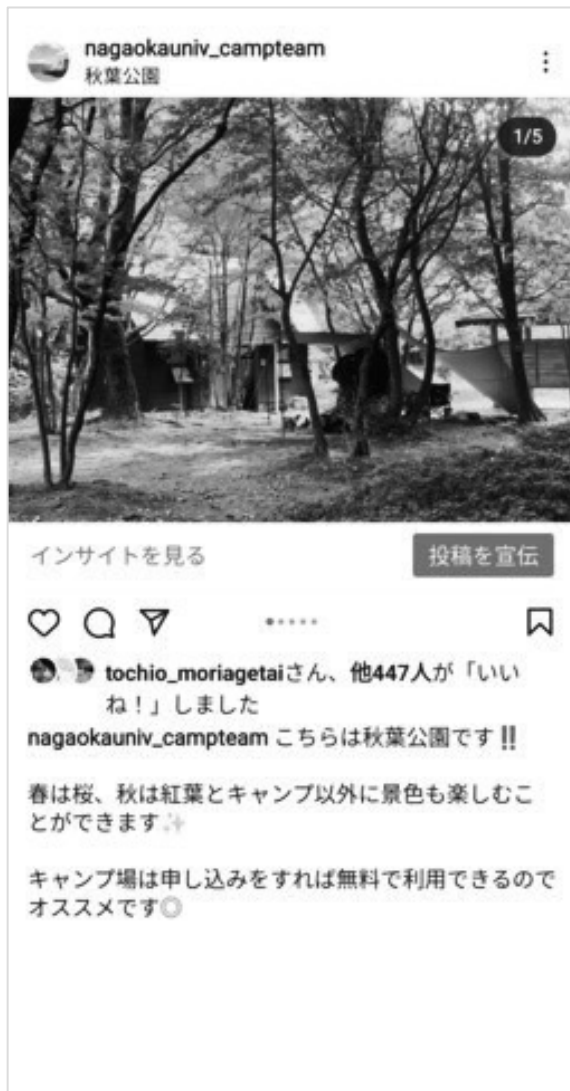 nagaokauniv_campteam
秋葉公園
1/5
インサイトを見る
投稿を宣伝
tochio_moriagetaiさん、他447人が「いい
ね！」しました
nagaokauniv_campteam こちらは秋葉公園です‼
春は桜、秋は紅葉とキャンプ以外に景色も楽しむこ
とができます✨
キャンプ場は申し込みをすれば無料で利用できるので
オススメです◎